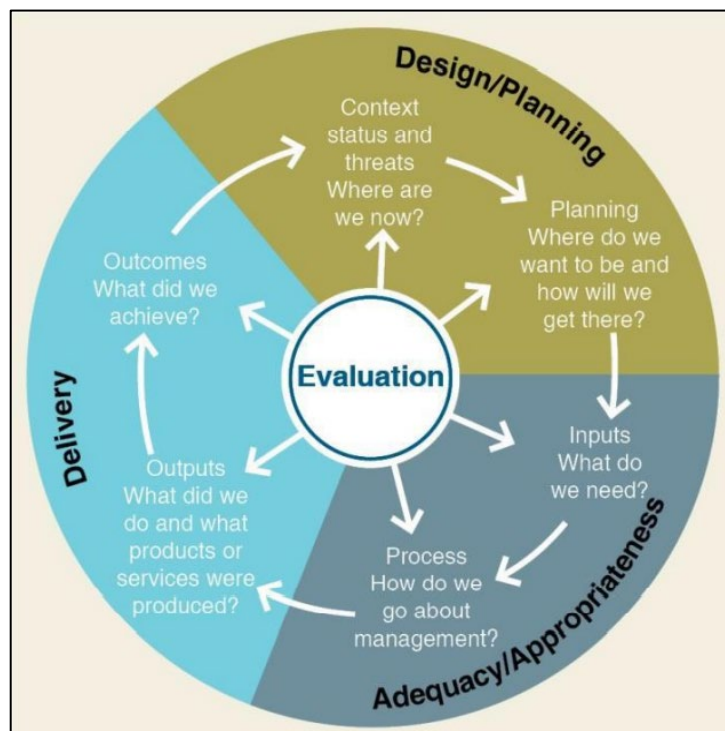 Design/Planning
Context
status and
threats
Where are
we now?
Planning
Where do we
want to be and
how will we
get there?
Outcomes
What did we
achieve?
Evaluation
Delivery
Inputs
What do
we need?
Outputs
What did we
do and what
products or
services were
produced?
Process
How do we
go about
management?
Adequacy/Appropriateness